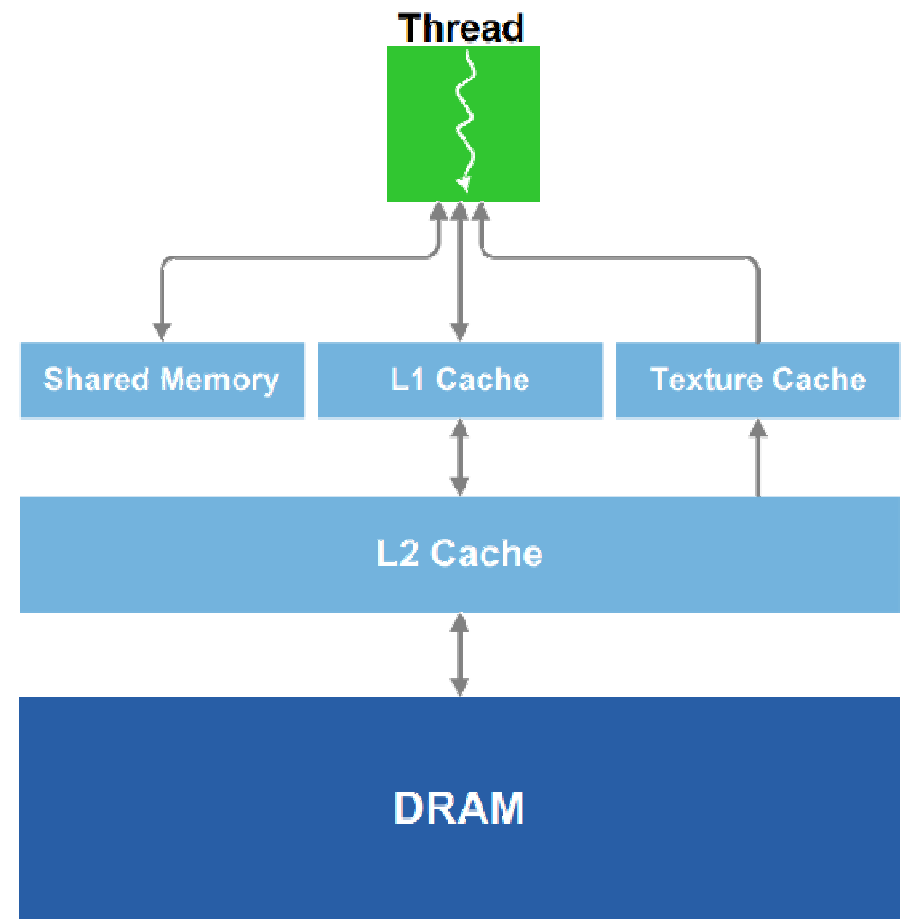 Thread
Shared Memory
L1 Cache
Texture Cache
L2 Cache
DRAM